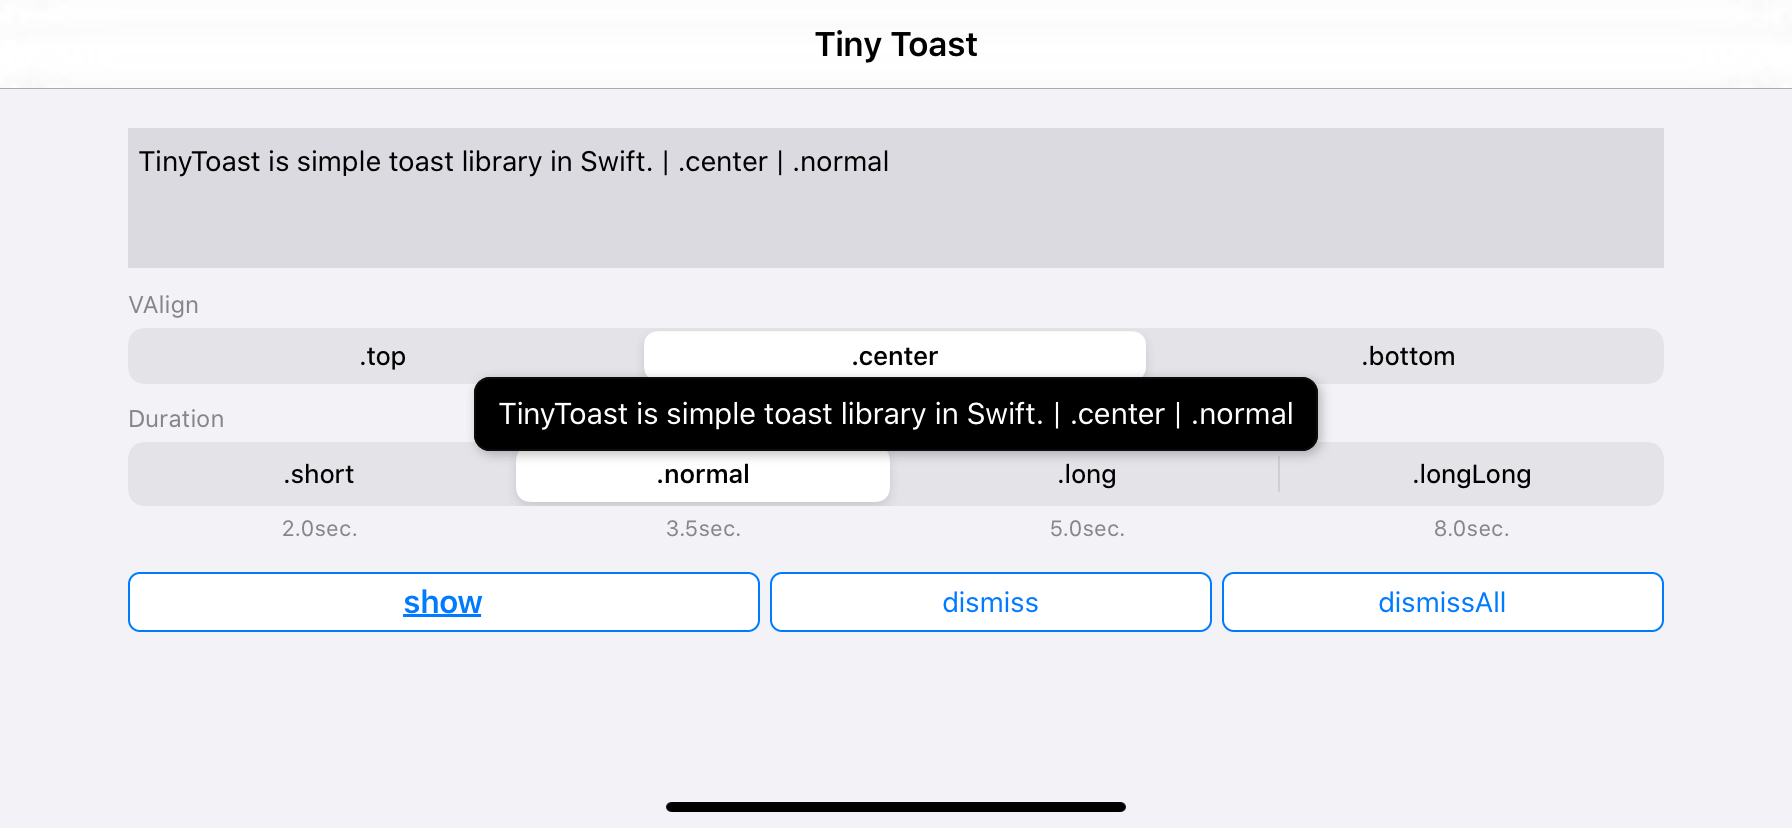 Tiny Toast
TinyToast is simple toast library in Swift. | .center | .normal
VAlign
.top .center .bottom
TinyToast is simple toast library in Swift. | .center | .normal
Duration
.short .normal .long .longLong
2.0sec. 3.5sec. 5.0sec. 8.0sec.
show dismiss dismissAll